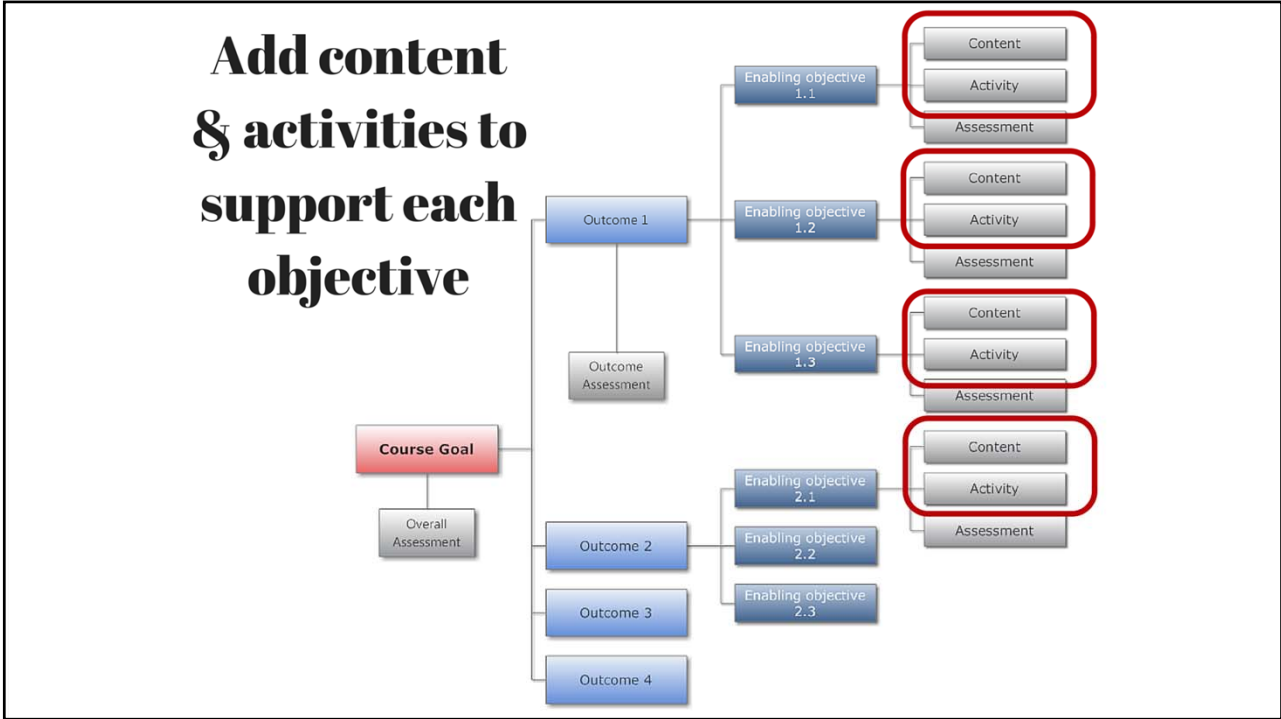 Add content
& activities to
support each
objective
Course Goal
Overall
Assessment
Outcome 1
Outcome
Assessment
Enabling objective
1.1
Content
Activity
Assessment
Enabling objective
1.2
Content
Activity
Assessment
Enabling objective
1.3
Content
Activity
Assessment
Outcome 2
Enabling objective
2.1
Content
Activity
Assessment
Enabling objective
2.2
Enabling objective
2.3
Outcome 3
Outcome 4